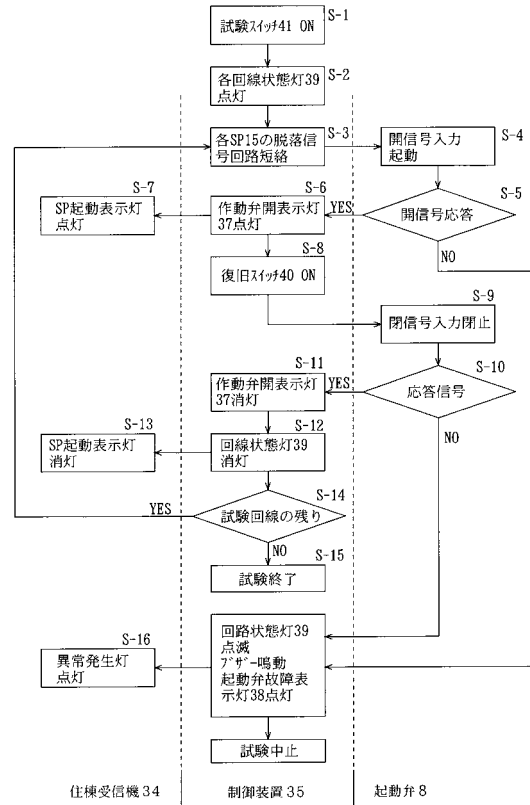 S-1
試験スイッチ41 ON
S-2
各回線状態灯39
点灯
S-3
各SP15の脱落信
号回路短絡
S-4
開信号入力
起動
S-5
開信号応答
YES
NO
S-6
作動弁開表示灯
37点灯
S-7
SP起動表示灯
点灯
S-8
復旧スイッチ40 ON
S-9
閉信号入力閉止
S-10
応答信号
YES
NO
S-11
作動弁開表示灯
37消灯
S-12
回線状態灯39
消灯
S-13
SP起動表示灯
消灯
S-14
試験回線の残り
YES
NO
S-15
試験終了
回路状態灯39
点滅
ブザー鳴動
起動弁故障表
示灯38点灯
S-16
異常発生灯
点灯
試験中止
住棟受信機34
制御装置35
起動弁8